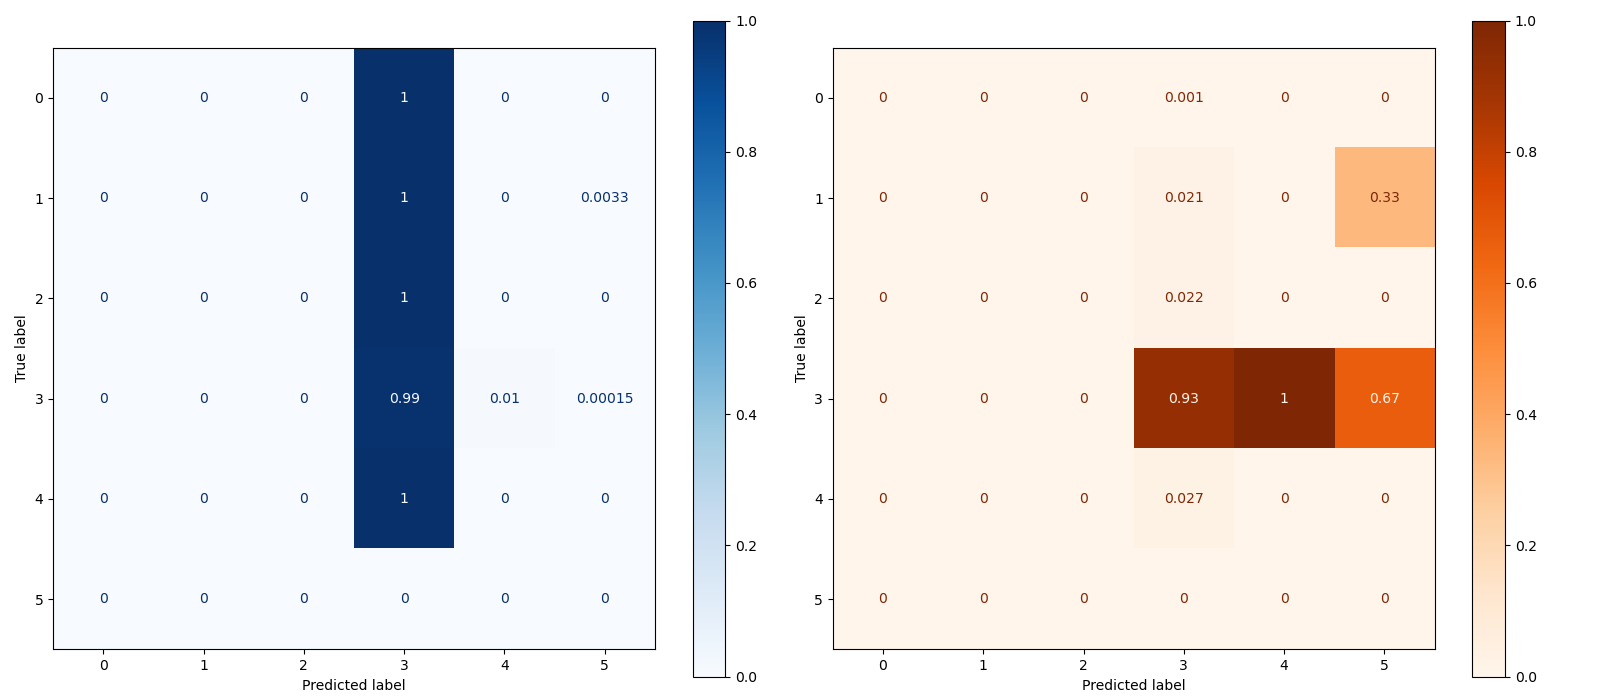 1.0
0 0 0 0 1 0 0
1 0 0 0 1 0 0.0033
2 0 0 0 1 0 0
3 0 0 0 0.99 0.01 0.00015
4 0 0 0 1 0 0
5 0 0 0 0 0 0
0 1 2 3 4 5
True label
Predicted label
0.8
0.6
0.4
0.2
0.0
1.0
0 0 0 0 0.001 0 0
1 0 0 0 0.021 0 0.33
2 0 0 0 0.022 0 0
3 0 0 0 0.93 1 0.67
4 0 0 0 0.027 0 0
5 0 0 0 0 0 0
0 1 2 3 4 5
True label
Predicted label
0.8
0.6
0.4
0.2
0.0